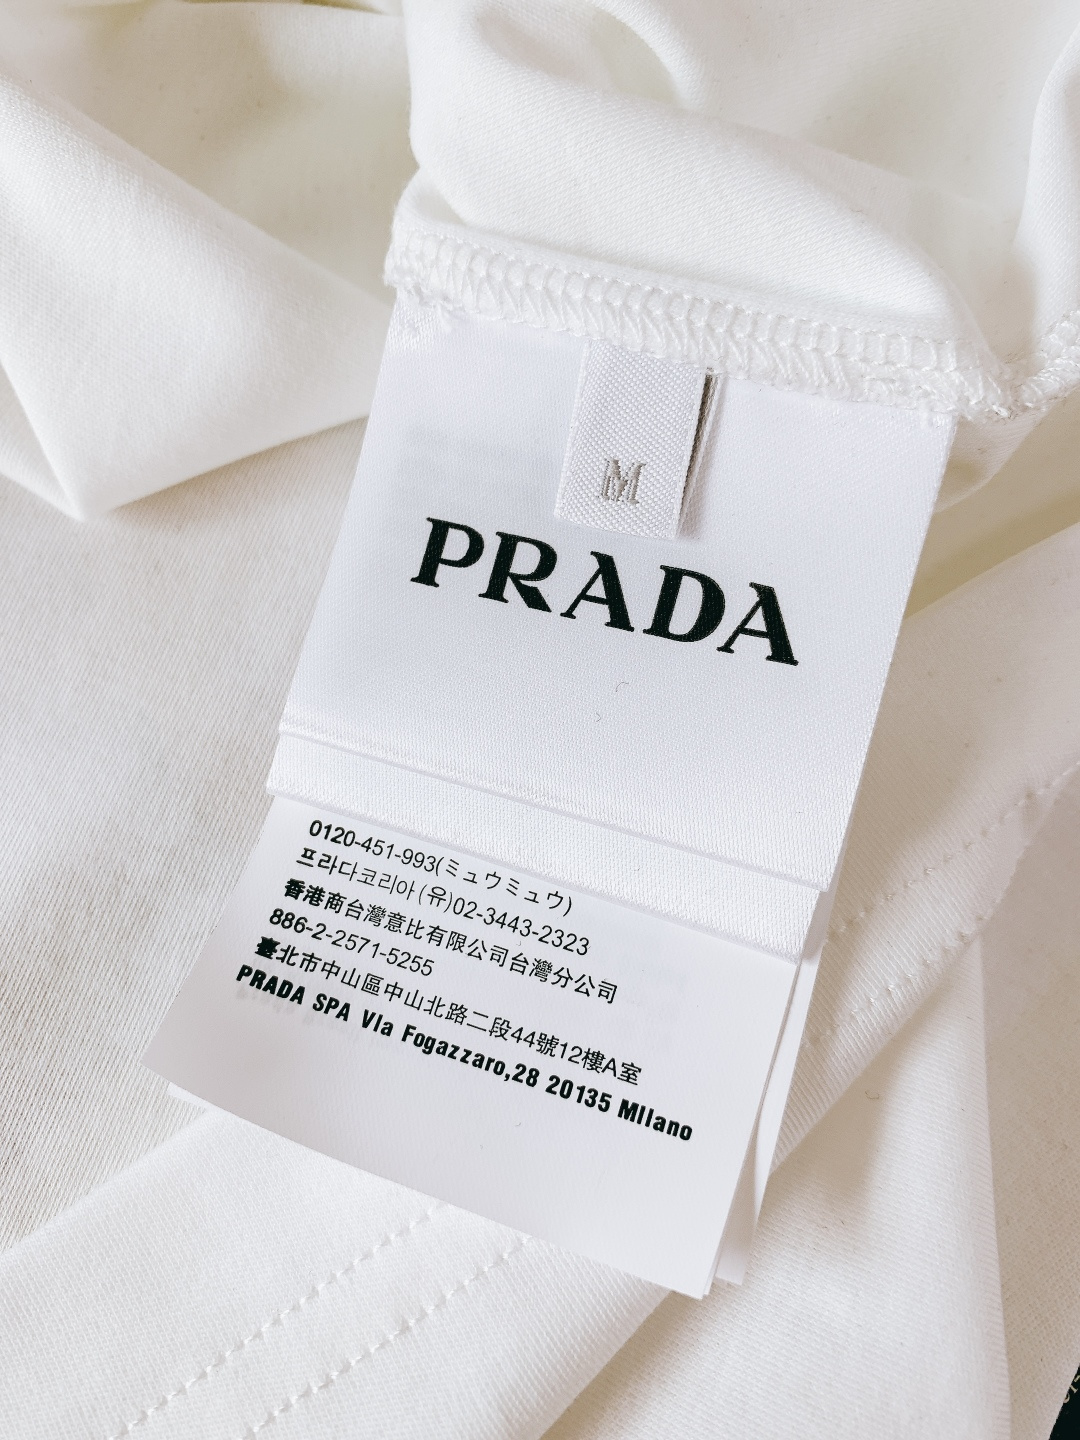 M
PRADA
0120-451-993(ミュウミュウ)
프라다코리아(유)02-3443-2323
香港商台灣意比有限公司台灣分公司
886-2-2571-5255
臺北市中山區中山北路二段44號12樓A室
PRADA SPA VIa Fogazzaro,28 20135 MIlano